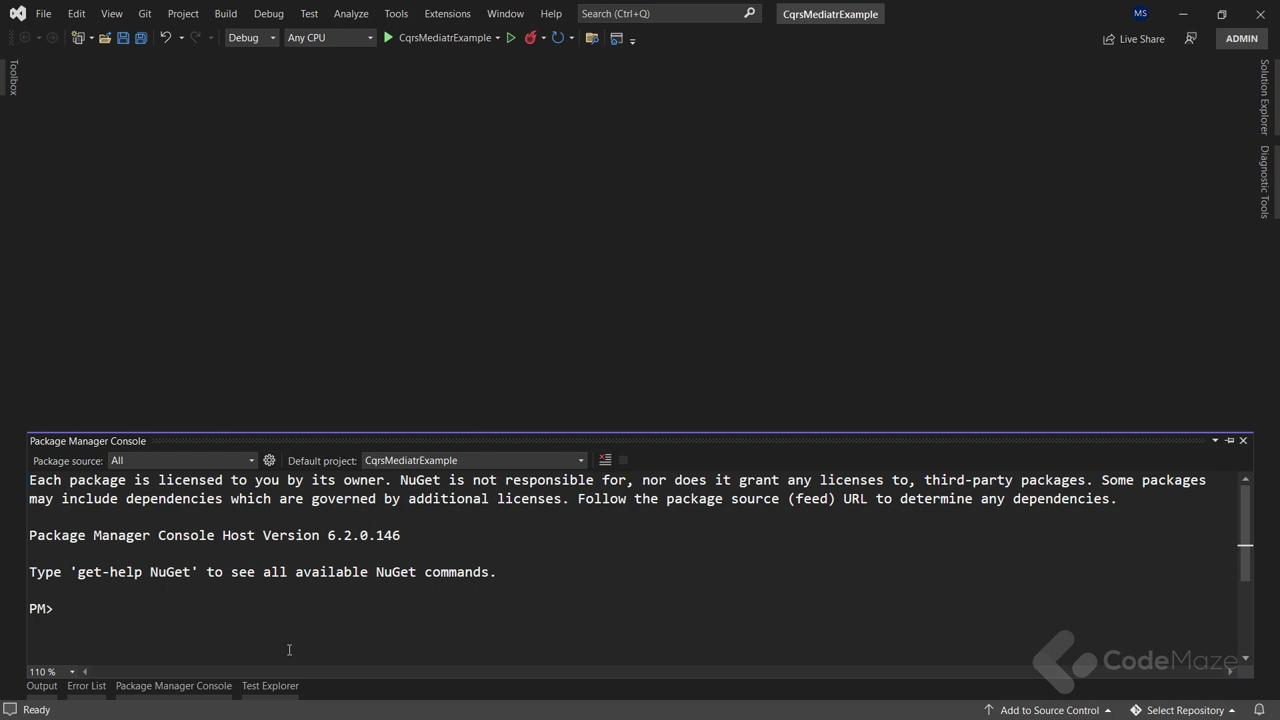 File Edit View Git Project Build Debug Test Analyze Tools Extensions Window Help Search (Ctrl+Q) CqrsMediatrExample MS
Debug Any CPU CqrsMediatrExample Live Share ADMIN
Toolbox
Solution Explorer
Diagnostic Tools
Package Manager Console
Package source: All Default project: CqrsMediatrExample
Each package is licensed to you by its owner. NuGet is not responsible for, nor does it grant any licenses to, third-party packages. Some packages
may include dependencies which are governed by additional licenses. Follow the package source (feed) URL to determine any dependencies.
Package Manager Console Host Version 6.2.0.146
Type 'get-help NuGet' to see all available NuGet commands.
PM>
CodeMaze
110 %
Output Error List Package Manager Console Test Explorer
Ready Add to Source Control Select Repository